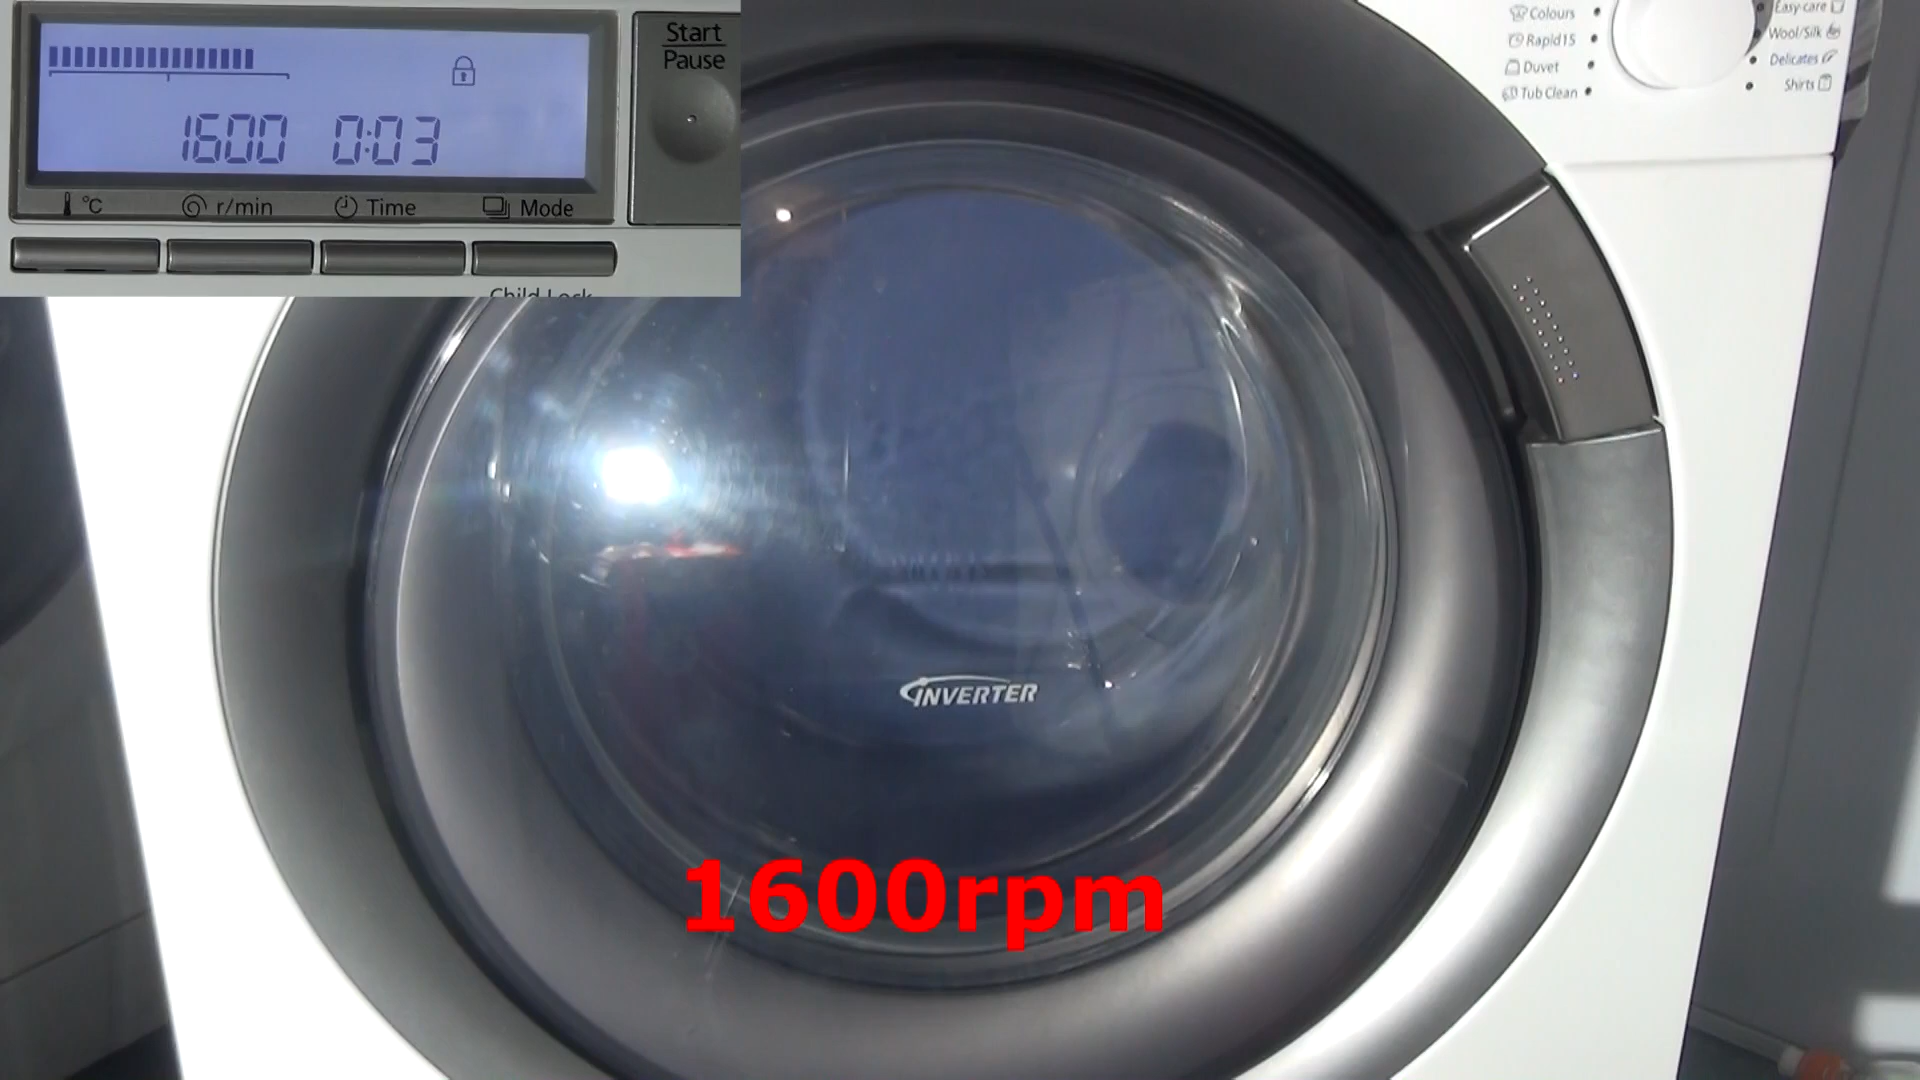 Start
Pause
1600 0:03
°C r/min Time Mode
Child Lock
Colours
Rapid15
Duvet
Tub Clean
Easy-care
Wool/Silk
Delicates
Shirts
INVERTER
1600rpm